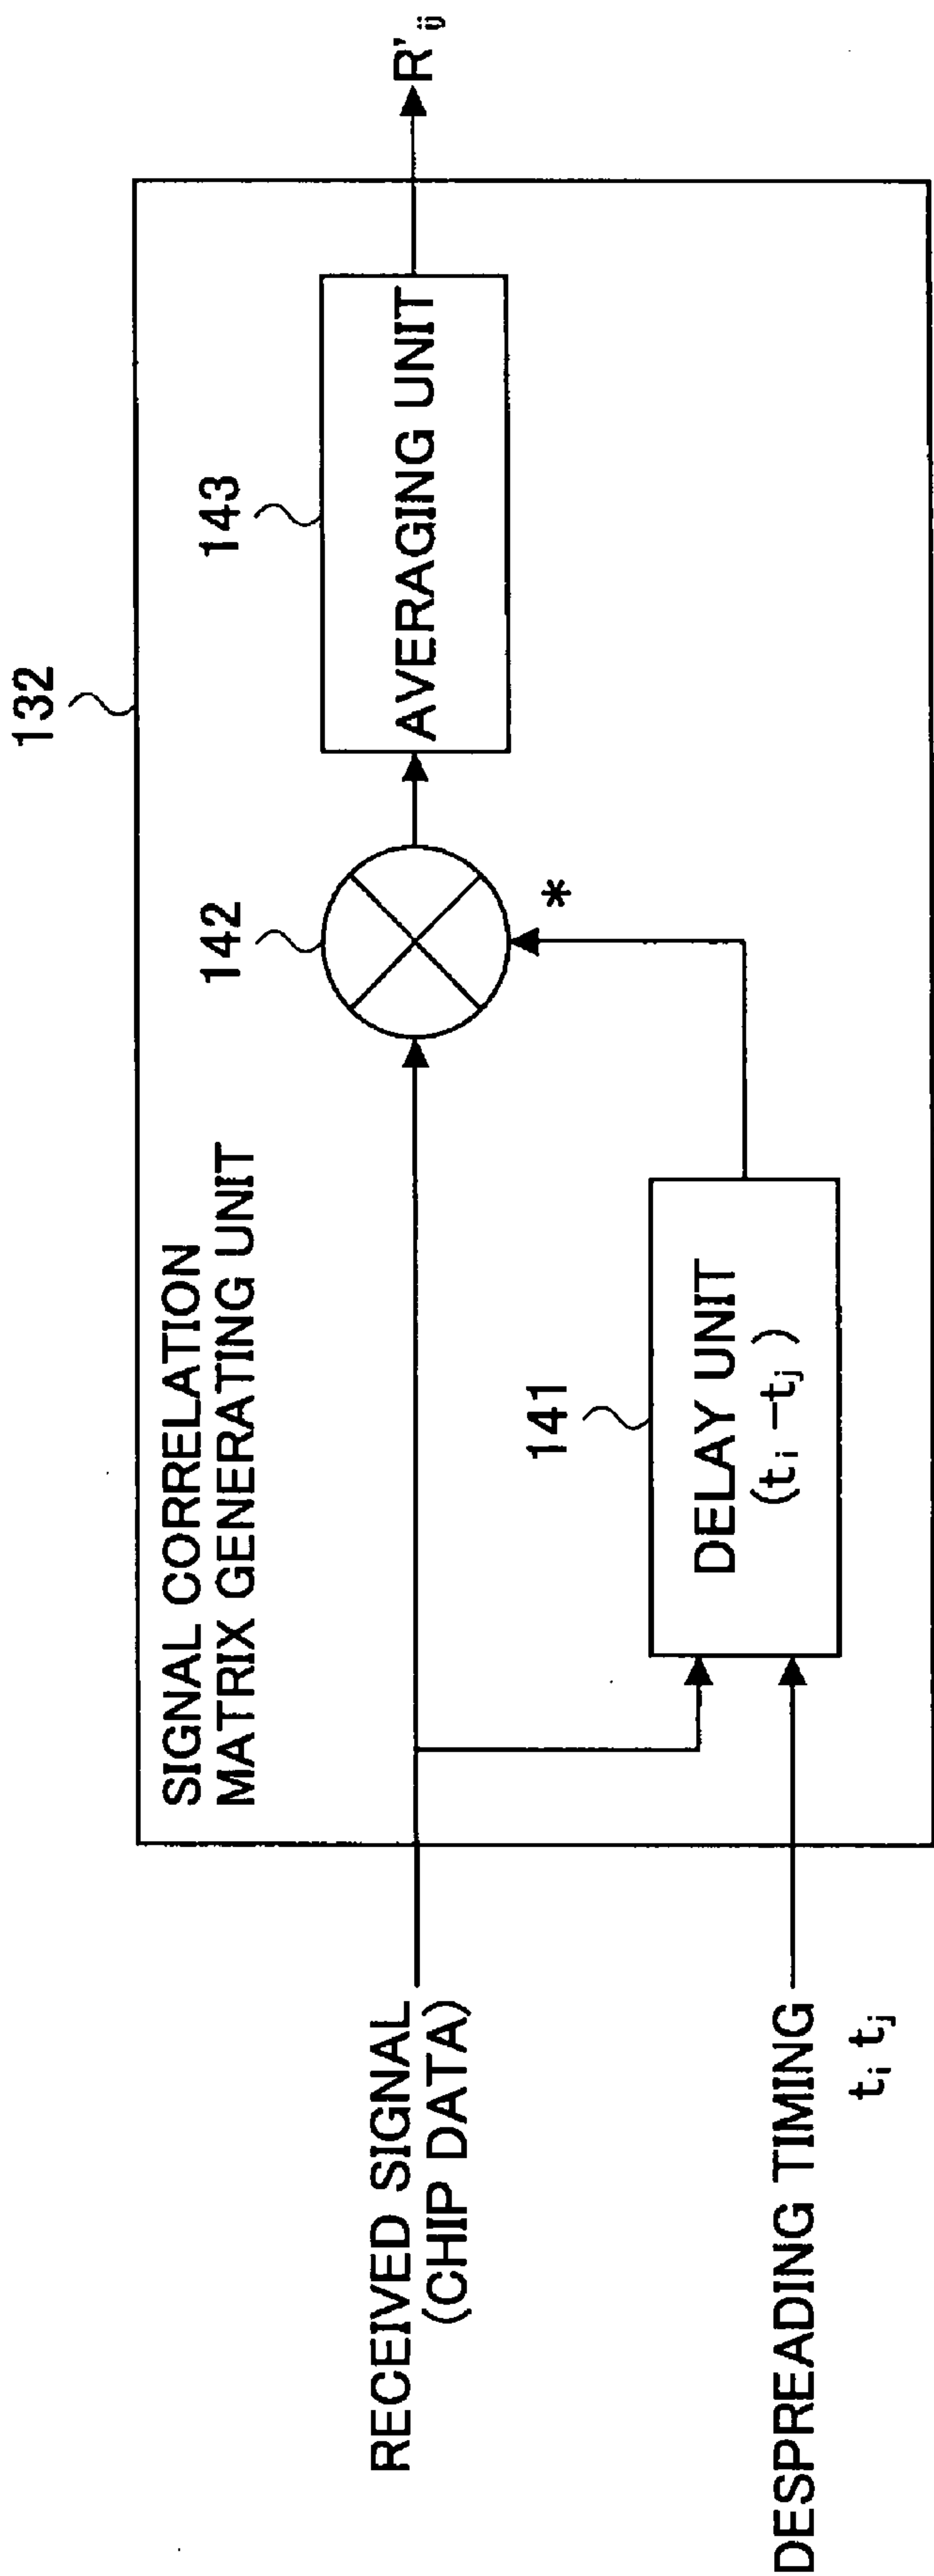 132
SIGNAL CORRELATION
MATRIX GENERATING UNIT
142
143
AVERAGING UNIT
R'ij
*
141
DELAY UNIT
(ti −tj )
RECEIVED SIGNAL
(CHIP DATA)
DESPREADING TIMING
ti tj